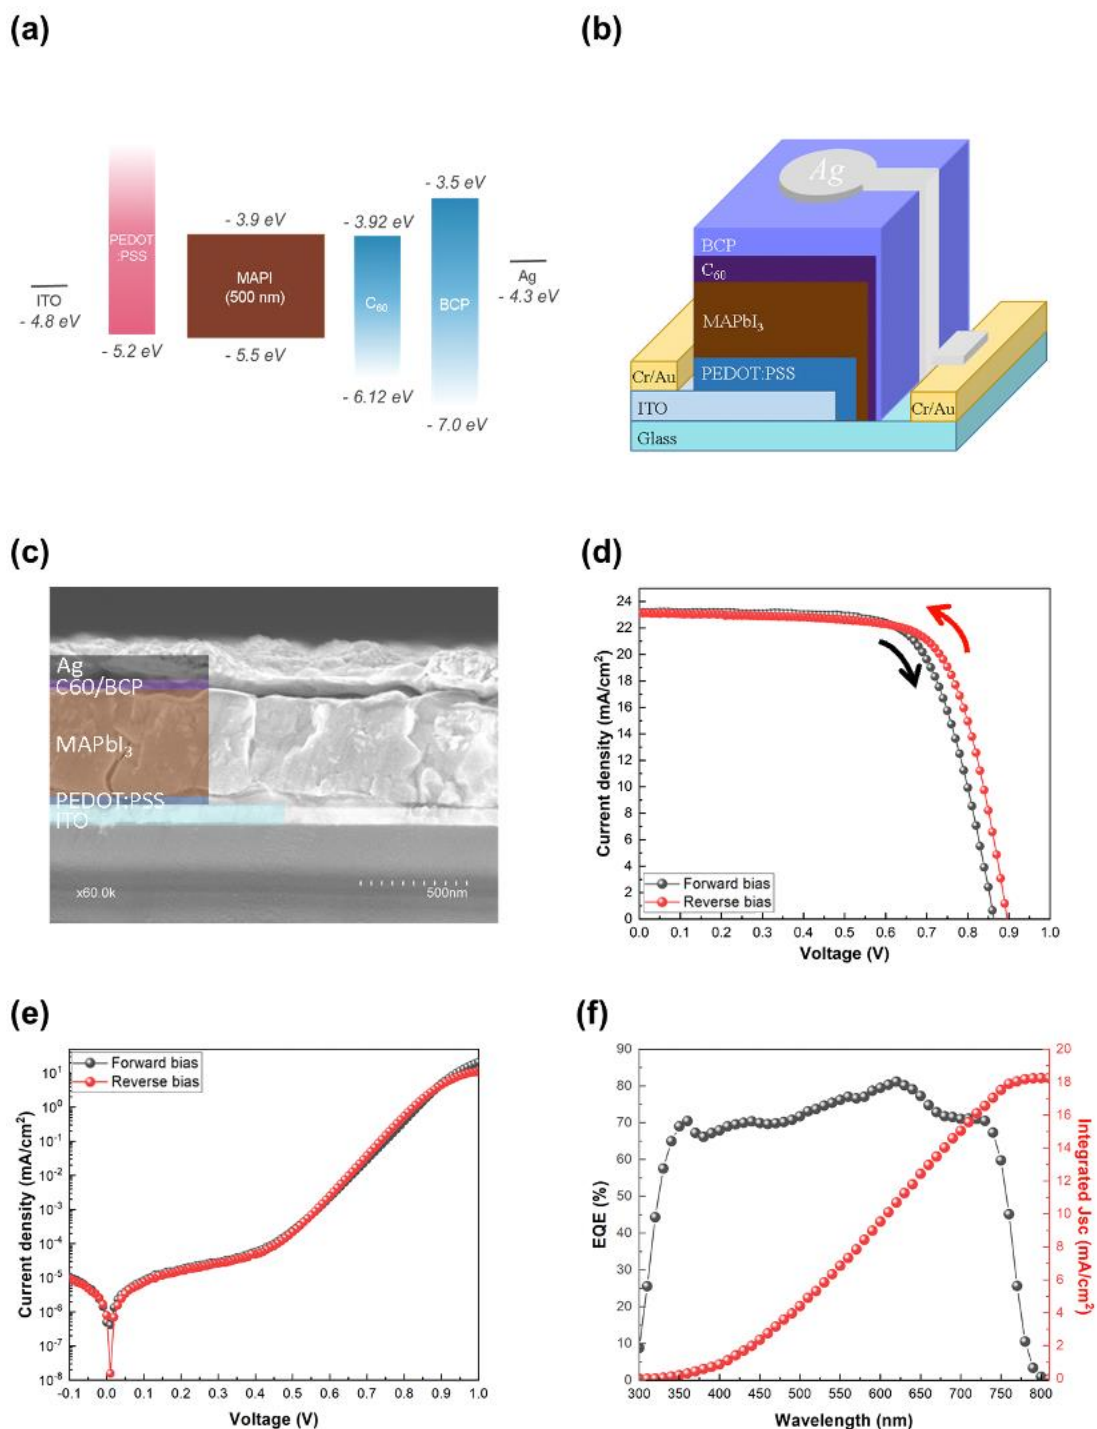 (a)
(b)
PEDOT
:PSS
- 3.9 eV
- 3.92 eV
- 3.5 eV
ITO
- 4.8 eV
MAPI
(500 nm)
C₆₀
BCP
Ag
- 4.3 eV
- 5.2 eV
- 5.5 eV
- 6.12 eV
- 7.0 eV
Ag
BCP
C₆₀
MAPbI₃
PEDOT:PSS
Cr/Au
ITO
Cr/Au
Glass
(c)
(d)
Ag
C60/BCP
MAPbI₃
PEDOT:PSS
ITO
x60.0k
500nm
Current density (mA/cm²)
24
22
20
18
16
14
12
10
8
6
4
2
0
Forward bias
Reverse bias
0.0 0.1 0.2 0.3 0.4 0.5 0.6 0.7 0.8 0.9 1.0
Voltage (V)
(e)
(f)
Current density (mA/cm²)
Forward bias
Reverse bias
10¹
10⁰
10⁻¹
10⁻²
10⁻³
10⁻⁴
10⁻⁵
10⁻⁶
10⁻⁷
10⁻⁸
-0.1 0.0 0.1 0.2 0.3 0.4 0.5 0.6 0.7 0.8 0.9 1.0
Voltage (V)
EQE (%)
90
80
70
60
50
40
30
20
10
0
300 350 400 450 500 550 600 650 700 750 800
Wavelength (nm)
20
18
16
14
12
10
8
6
4
2
0
Integrated Jsc (mA/cm²)